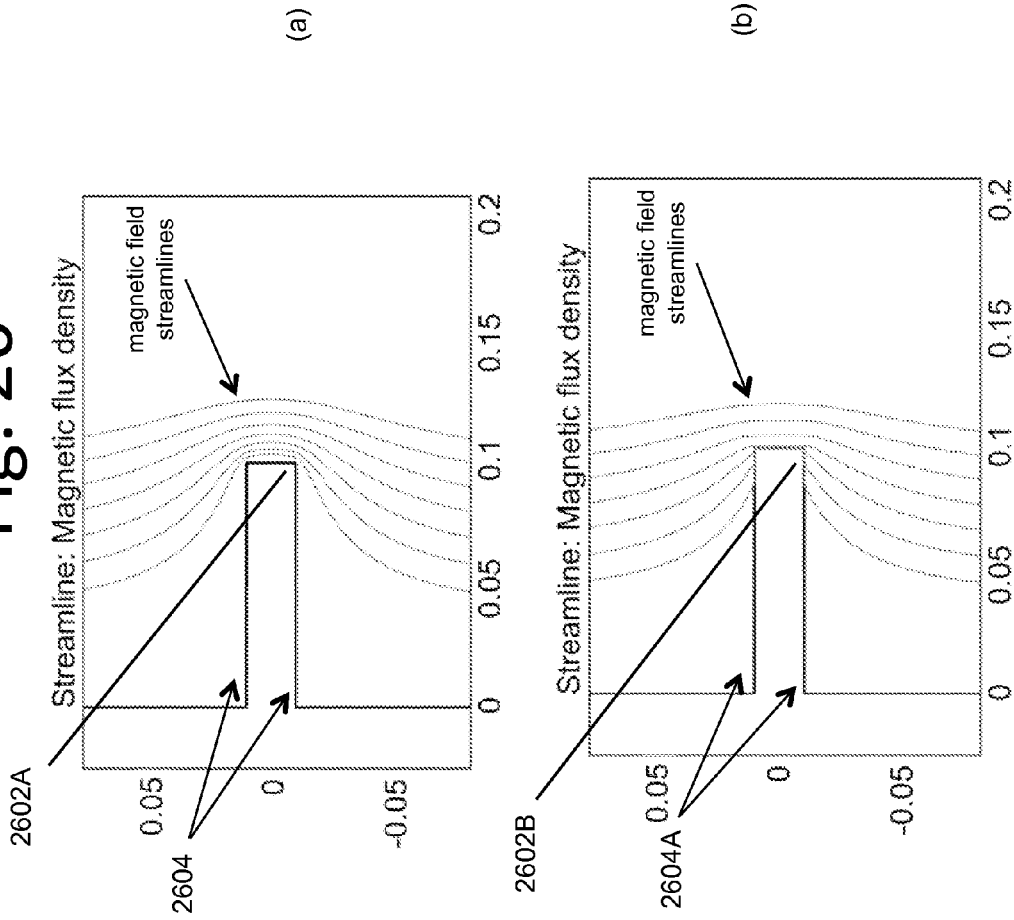 2602A
Streamline: Magnetic flux density
magnetic field
streamlines
2604
0.05
0
-0.05
0
0.05
0.1
0.15
0.2
(a)
2602B
Streamline: Magnetic flux density
magnetic field
streamlines
2604A
0.05
0
-0.05
0
0.05
0.1
0.15
0.2
(b)